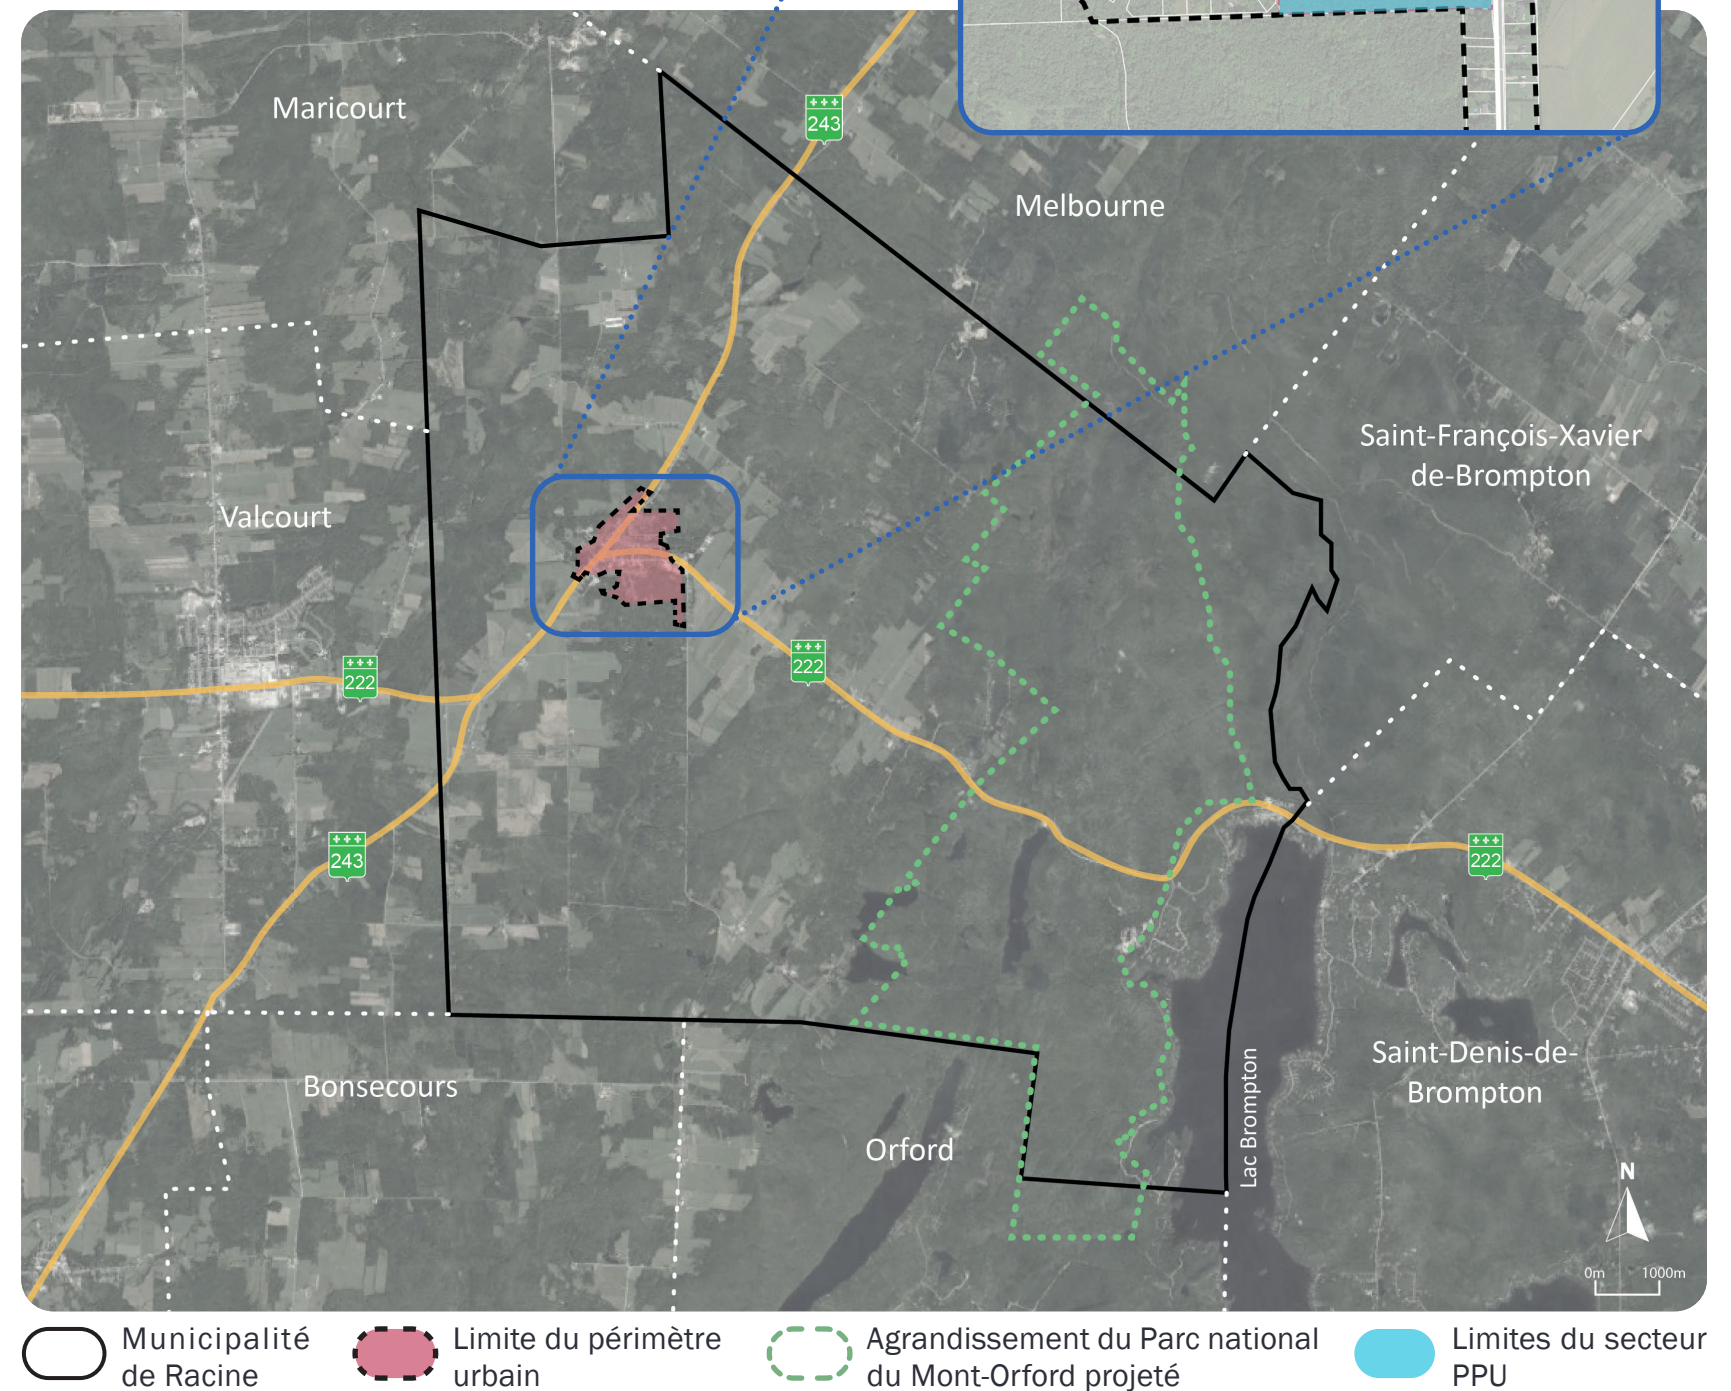 Maricourt
243
Melbourne
Saint-François-Xavier
de-Brompton
Valcourt
222
222
243
222
Saint-Denis-de-
Brompton
Bonsecours
Orford
Lac Brompton
N
0m 1000m
Municipalité
de Racine
Limite du périmètre
urbain
Agrandissement du Parc national
du Mont-Orford projeté
Limites du secteur
PPU